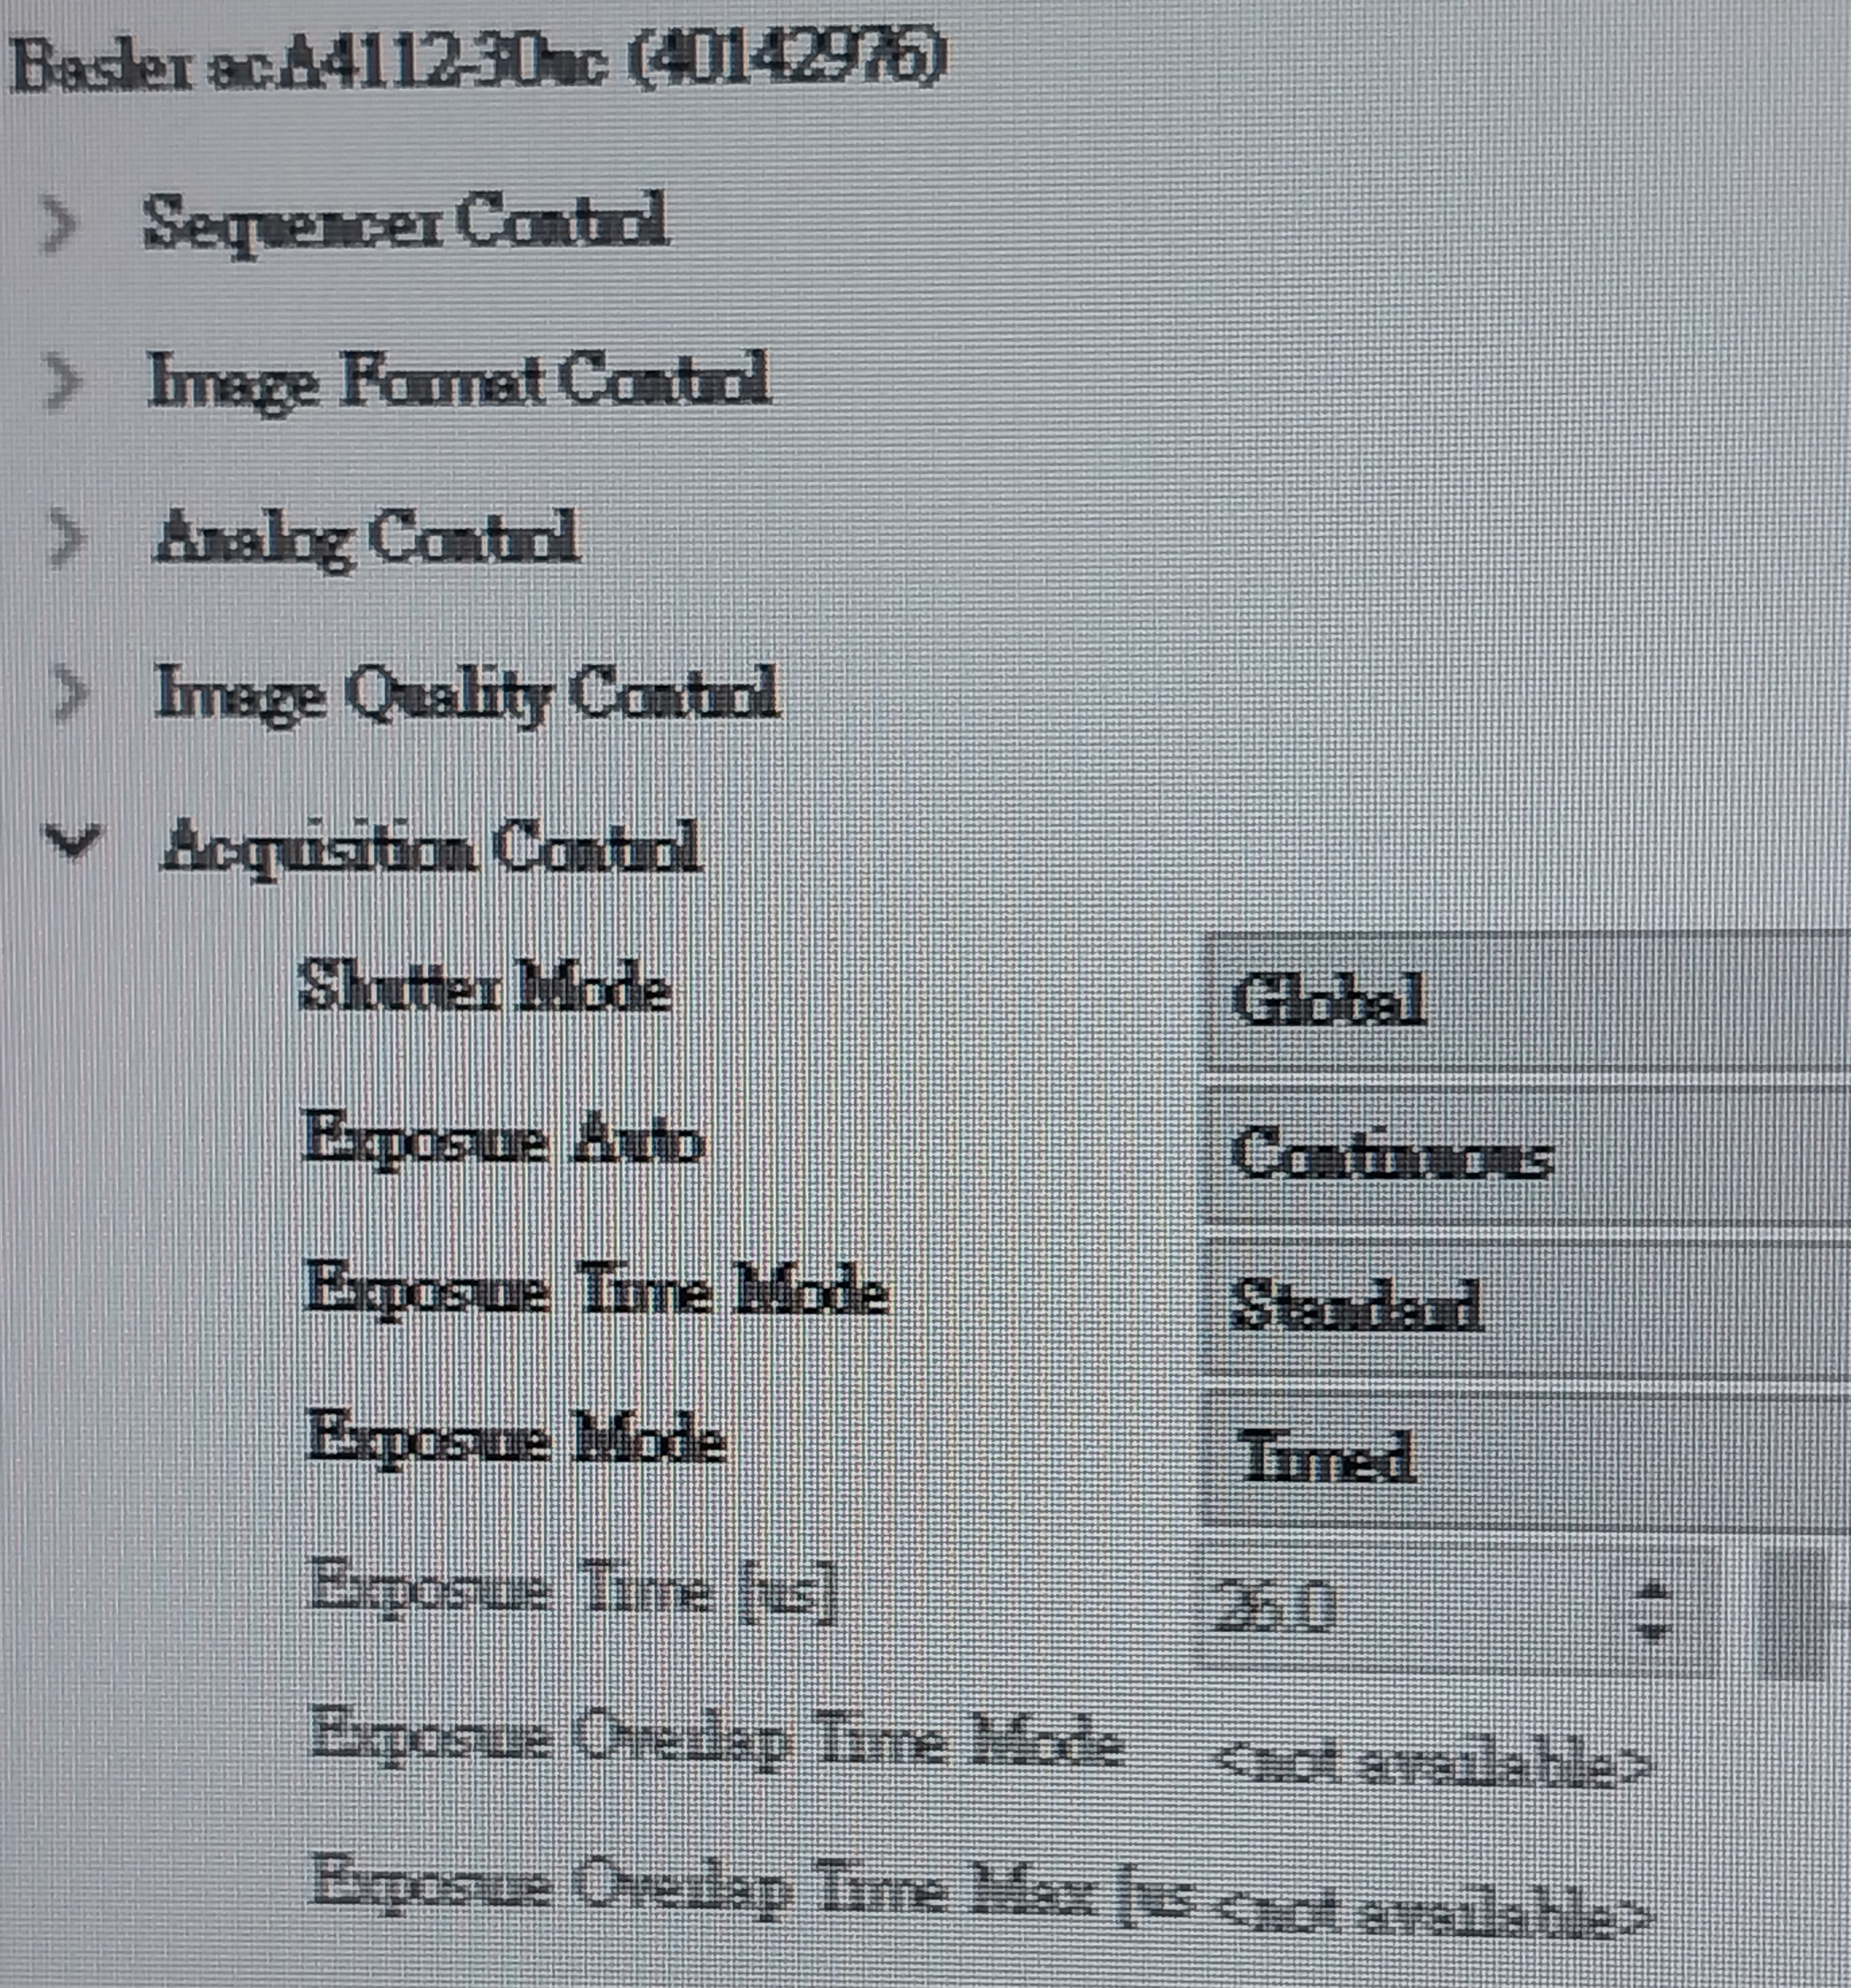 Basler acA4112-30uc (40142976)
Sequencer Control
Image Format Control
Analog Control
Image Quality Control
Acquisition Control
Shutter Mode Global
Exposure Auto Continuous
Exposure Time Mode Standard
Exposure Mode Timed
Exposure Time [us] 26.0
Exposure Overlap Time Mode <not available>
Exposure Overlap Time Max [us <not available>